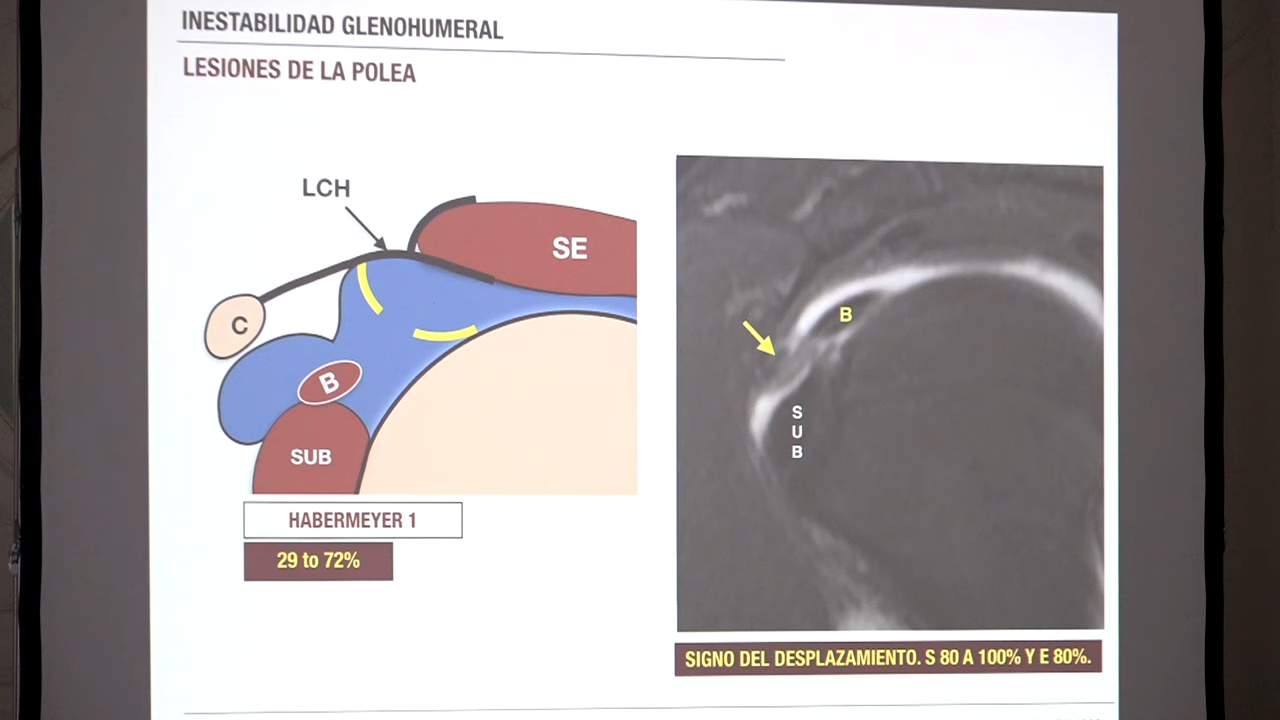 INESTABILIDAD GLENOHUMERAL
LESIONES DE LA POLEA
LCH
SE
C
B
SUB
B
S
U
B
HABERMEYER 1
29 to 72%
SIGNO DEL DESPLAZAMIENTO. S 80 A 100% Y E 80%.